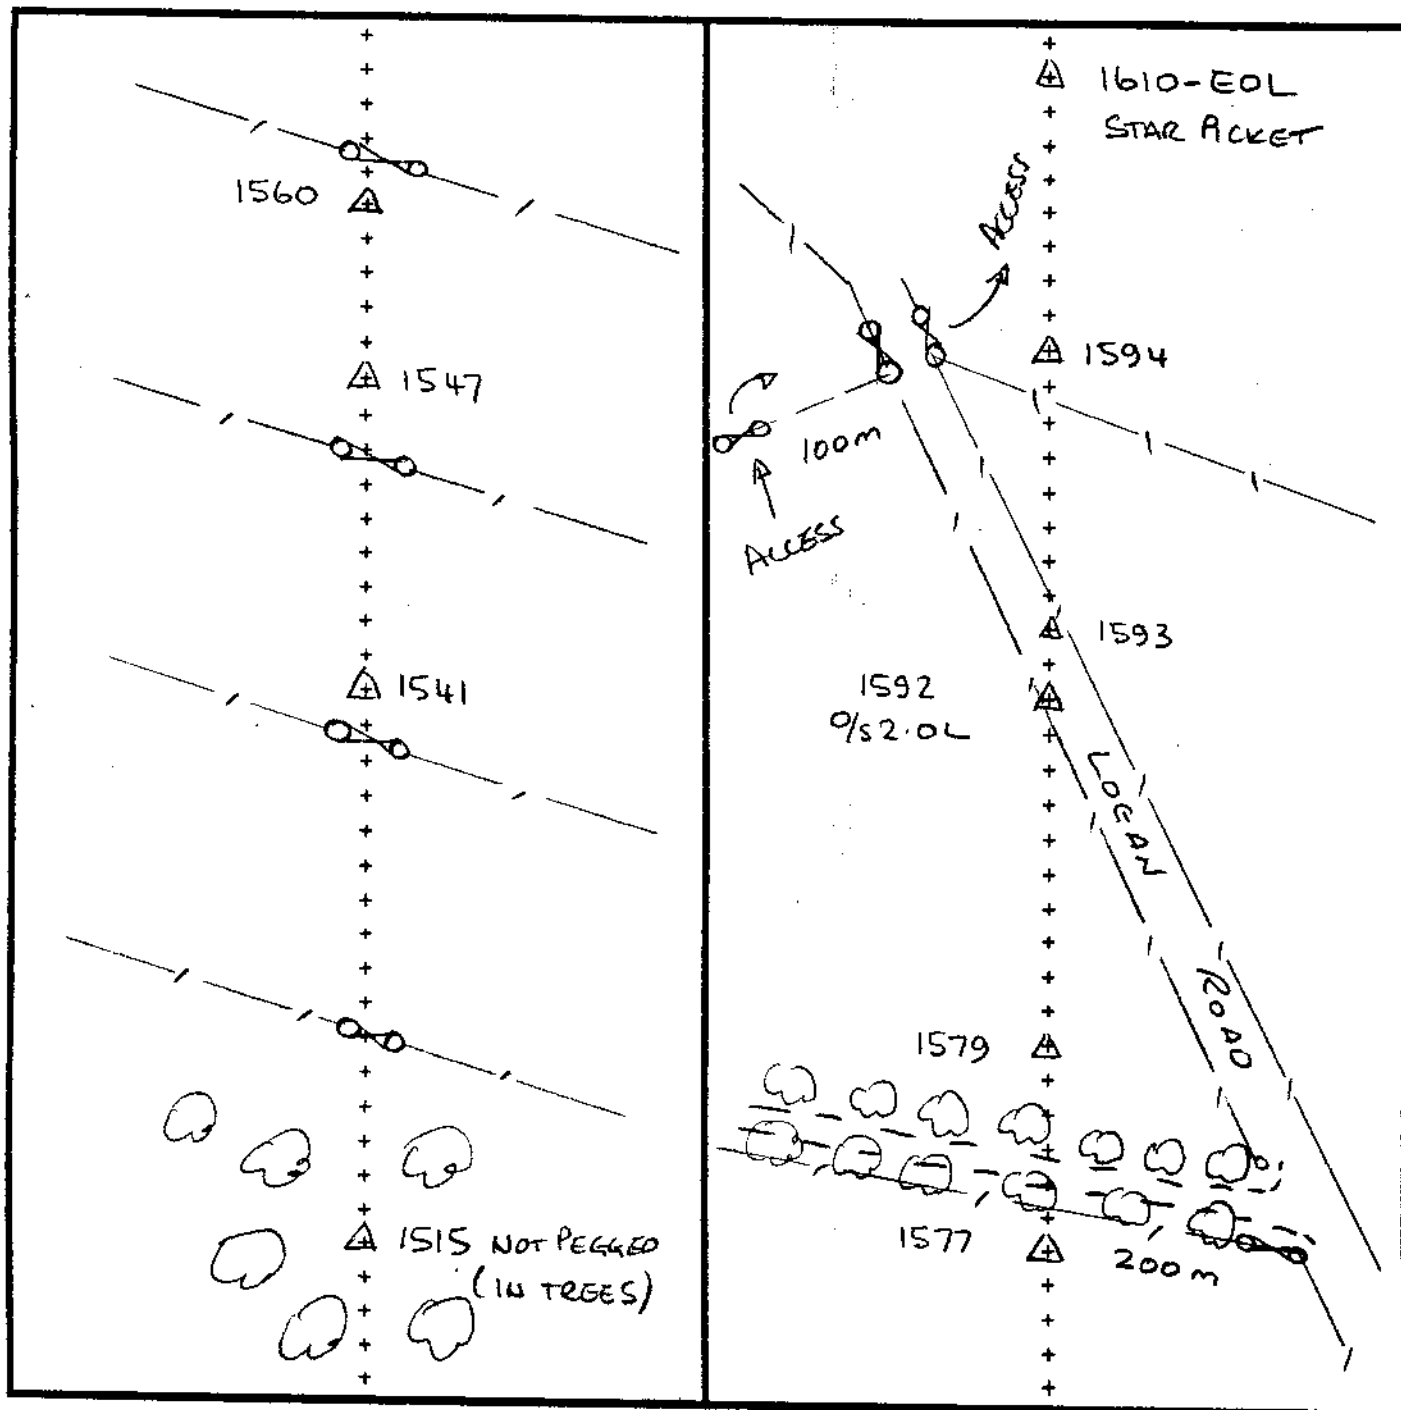 1560
1547
1541
1515 NOT PEGGED
(IN TREES)
1610-EOL
STAR PICKET
ACCESS
1594
100m
ACCESS
1593
1592
O/S 2.0L
LOGAN
ROAD
1579
1577
200m